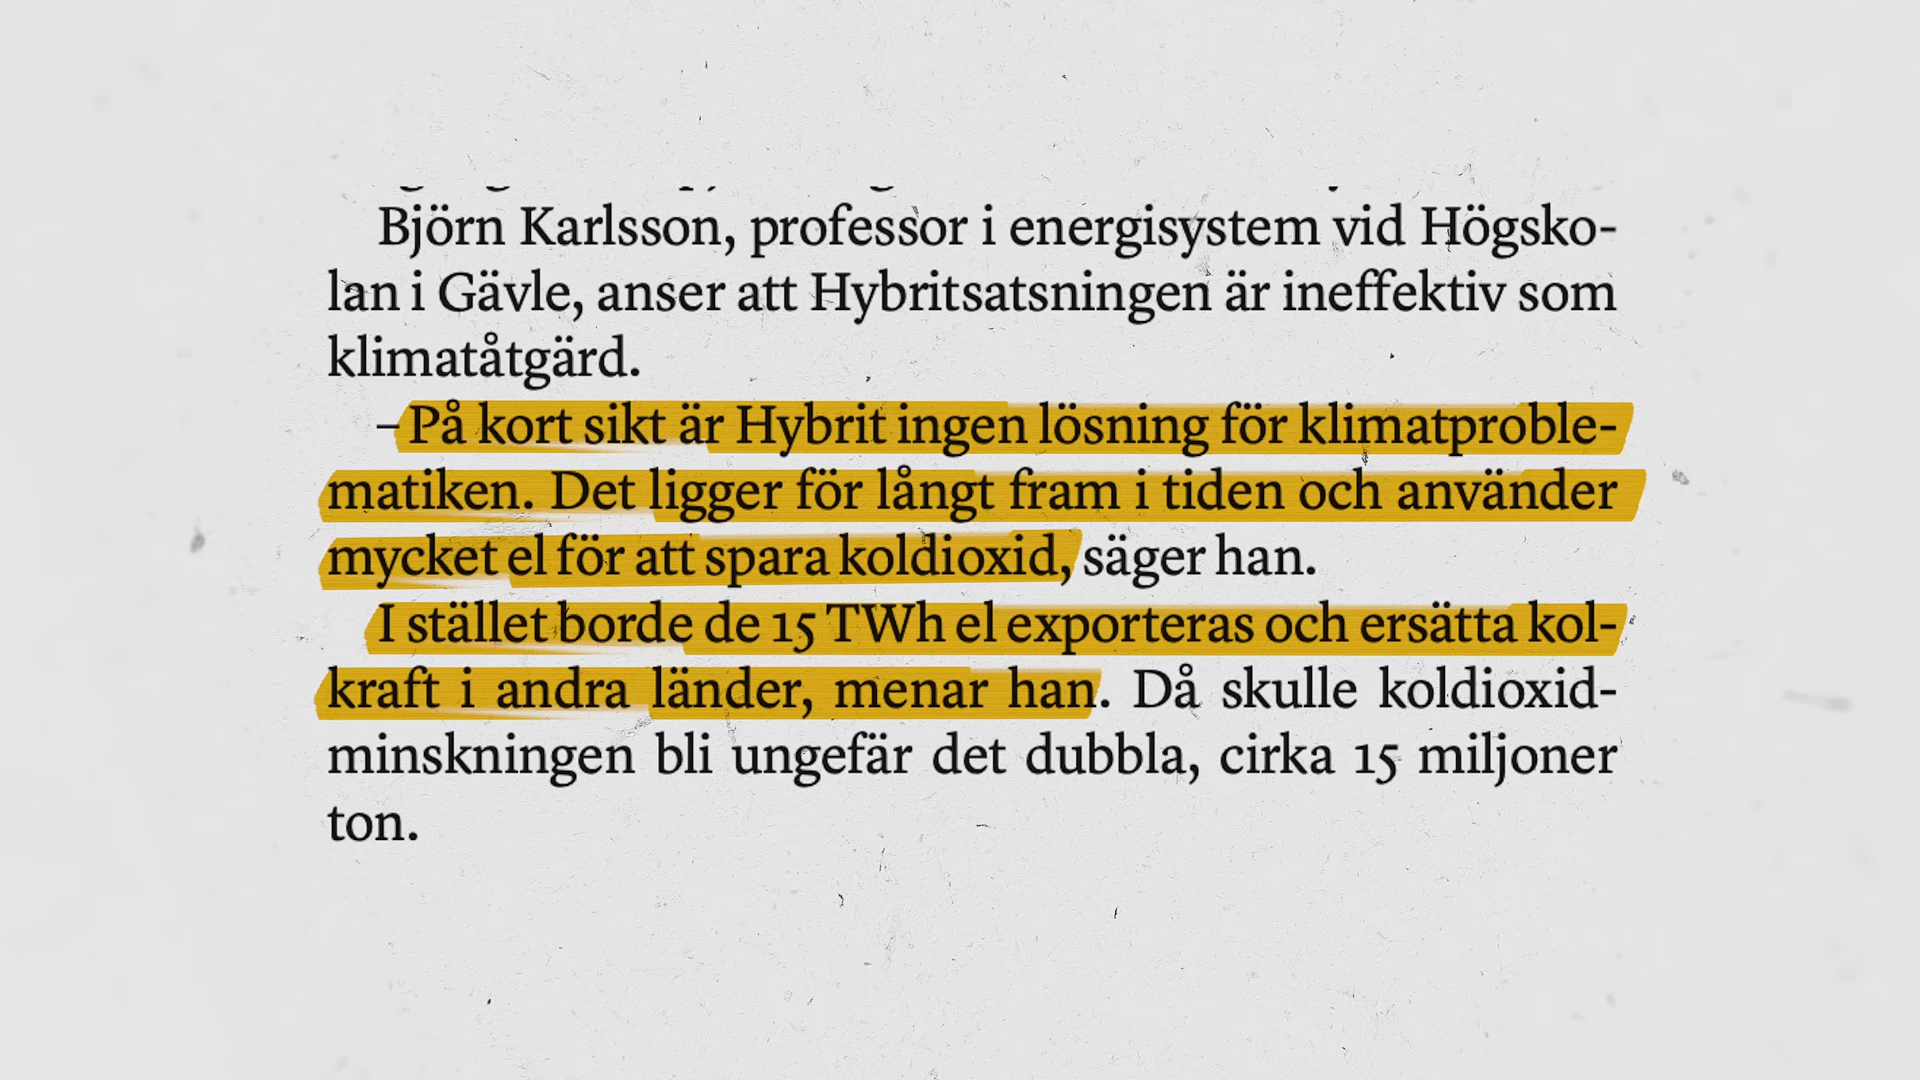 Björn Karlsson, professor i energisystem vid Högsko-
lan i Gävle, anser att Hybritsatsningen är ineffektiv som
klimatåtgärd.
–På kort sikt är Hybrit ingen lösning för klimatproble-
matiken. Det ligger för långt fram i tiden och använder
mycket el för att spara koldioxid, säger han.
I stället borde de 15 TWh el exporteras och ersätta kol-
kraft i andra länder, menar han. Då skulle koldioxid-
minskningen bli ungefär det dubbla, cirka 15 miljoner
ton.